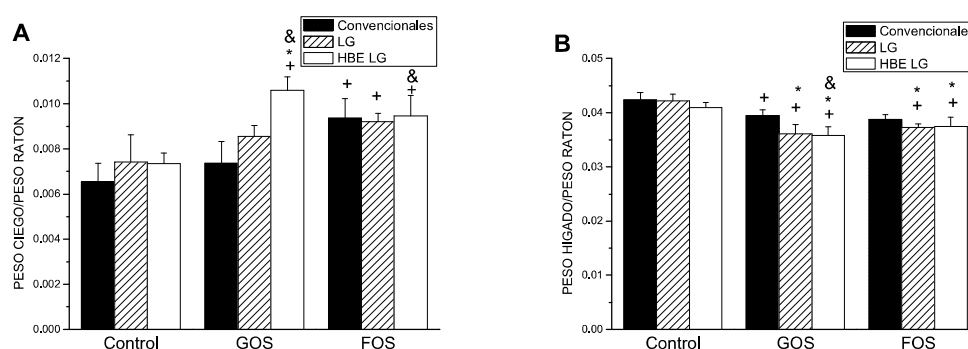 A
Convencionales
LG
HBE LG
PESO CIEGO/PESO RATON
0.012
0.010
0.008
0.006
0.004
0.002
0.000
&
*
+
+
+
&
+
Control GOS FOS
B
Convencionales
LG
HBE LG
PESO HIGADO/PESO RATON
0.05
0.04
0.03
0.02
0.01
0.00
+
*
+
&
*
+
*
+
*
+
Control GOS FOS